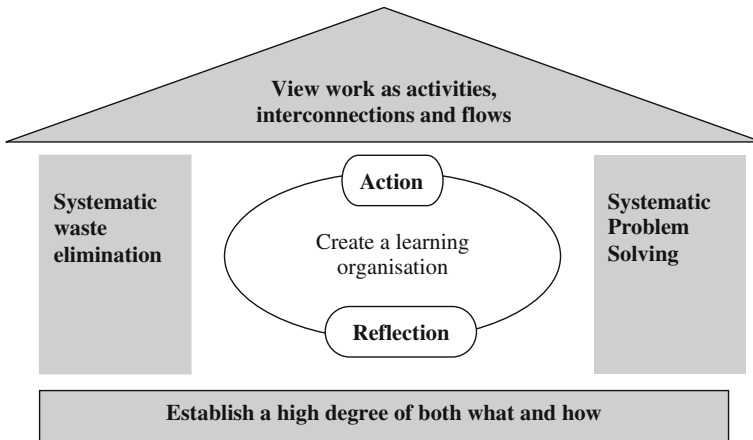 View work as activities,
interconnections and flows
Systematic
waste
elimination
Action
Create a learning
organisation
Reflection
Systematic
Problem
Solving
Establish a high degree of both what and how